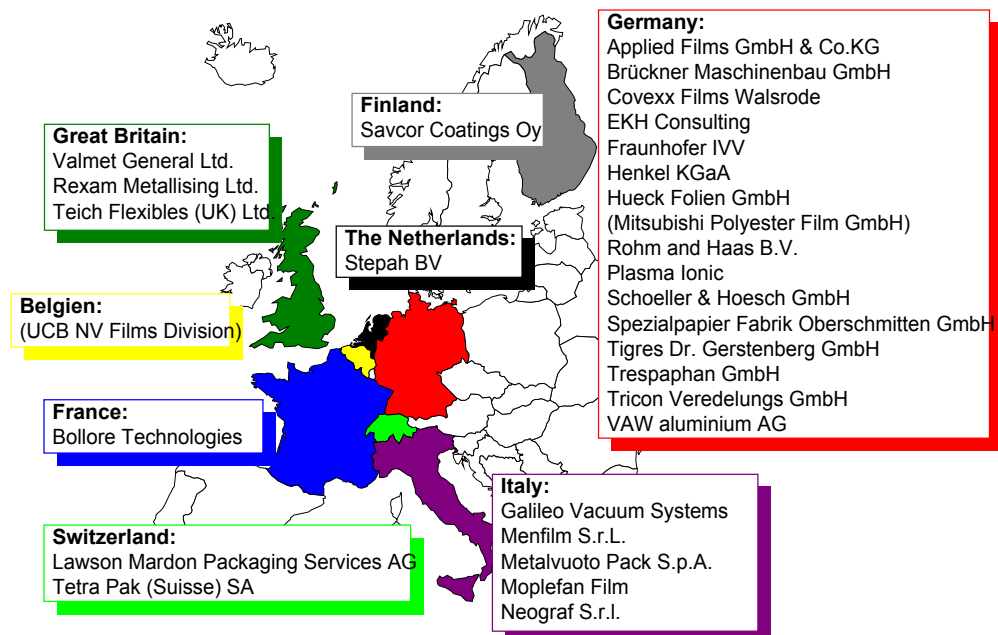 Germany:
Applied Films GmbH & Co.KG
Brückner Maschinenbau GmbH
Covexx Films Walsrode
EKH Consulting
Fraunhofer IVV
Henkel KGaA
Hueck Folien GmbH
(Mitsubishi Polyester Film GmbH)
Rohm and Haas B.V.
Plasma Ionic
Schoeller & Hoesch GmbH
Spezialpapier Fabrik Oberschmitten GmbH
Tigres Dr. Gerstenberg GmbH
Trespaphan GmbH
Tricon Veredelungs GmbH
VAW aluminium AG
Finland:
Savcor Coatings Oy
Great Britain:
Valmet General Ltd.
Rexam Metallising Ltd.
Teich Flexibles (UK) Ltd.
The Netherlands:
Stepah BV
Belgien:
(UCB NV Films Division)
France:
Bollore Technologies
Italy:
Galileo Vacuum Systems
Menfilm S.r.L.
Metalvuoto Pack S.p.A.
Moplefan Film
Neograf S.r.l.
Switzerland:
Lawson Mardon Packaging Services AG
Tetra Pak (Suisse) SA